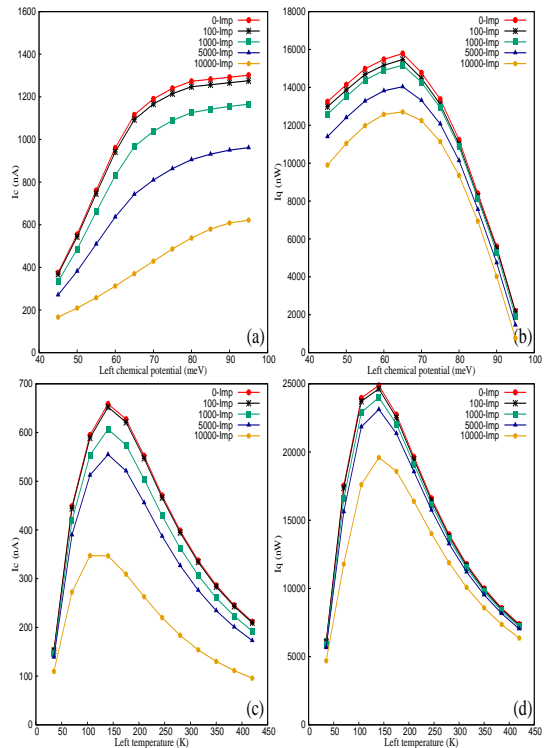 1600
1400
1200
1000
800
600
400
200
0
40 50 60 70 80 90 100
Ic (nA)
Left chemical potential (meV)
0-Imp
100-Imp
1000-Imp
5000-Imp
10000-Imp
(a)
18000
16000
14000
12000
10000
8000
6000
4000
2000
0
40 50 60 70 80 90 100
Iq (nW)
Left chemical potential (meV)
0-Imp
100-Imp
1000-Imp
5000-Imp
10000-Imp
(b)
700
600
500
400
300
200
100
0
0 50 100 150 200 250 300 350 400 450
Ic (nA)
Left temperature (K)
0-Imp
100-Imp
1000-Imp
5000-Imp
10000-Imp
(c)
25000
20000
15000
10000
5000
0
0 50 100 150 200 250 300 350 400 450
Iq (nW)
Left temperature (K)
0-Imp
100-Imp
1000-Imp
5000-Imp
10000-Imp
(d)